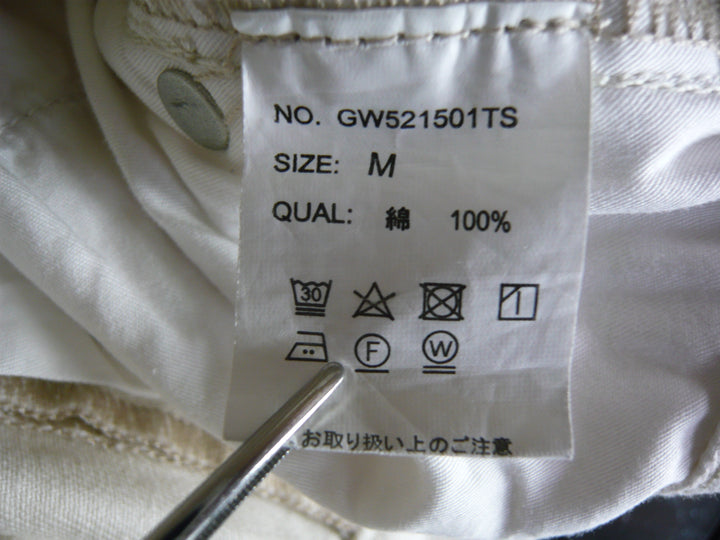 NO. GW521501TS
SIZE: M
QUAL: 綿 100%
30
F W
お取り扱い上のご注意